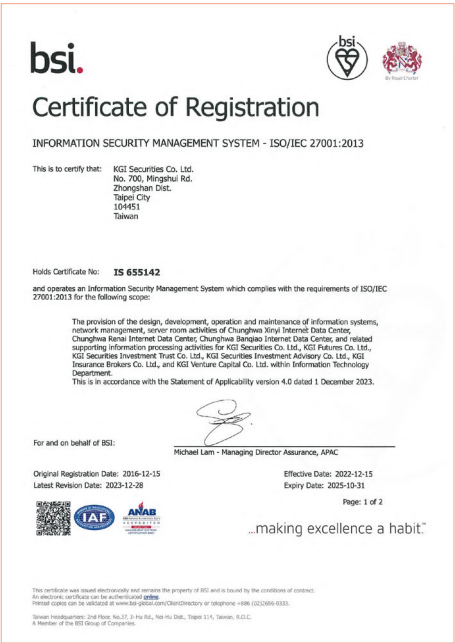 bsi.
bsi
By Royal Charter
Certificate of Registration
INFORMATION SECURITY MANAGEMENT SYSTEM - ISO/IEC 27001:2013
This is to certify that: KGI Securities Co. Ltd.
No. 700, Mingshui Rd.
Zhongshan Dist.
Taipei City
104451
Taiwan
Holds Certificate No: IS 655142
and operates an Information Security Management System which complies with the requirements of ISO/IEC
27001:2013 for the following scope:
The provision of the design, development, operation and maintenance of information systems,
network management, server room activities of Chunghwa Xinyi Internet Data Center,
Chunghwa Renai Internet Data Center, Chunghwa Banqiao Internet Data Center, and related
supporting information processing activities for KGI Securities Co. Ltd., KGI Futures Co. Ltd.,
KGI Securities Investment Trust Co. Ltd., KGI Securities Investment Advisory Co. Ltd., KGI
Insurance Brokers Co. Ltd., and KGI Venture Capital Co. Ltd. within Information Technology
Department.
This is in accordance with the Statement of Applicability version 4.0 dated 1 December 2023.
For and on behalf of BSI:
Michael Lam - Managing Director Assurance, APAC
Original Registration Date: 2016-12-15 Effective Date: 2022-12-15
Latest Revision Date: 2023-12-28 Expiry Date: 2025-10-31
Page: 1 of 2
IAF
ANAB
ACCREDITED
...making excellence a habit.™
This certificate was issued electronically and remains the property of BSI and is bound by the conditions of contract.
An electronic certificate can be authenticated online.
Printed copies can be validated at www.bsi-global.com/ClientDirectory or telephone +886 (02)2656-0333.
Taiwan Headquarters: 2nd Floor, No.37, Ji-Hu Rd., Nei-Hu Dist., Taipei 114, Taiwan, R.O.C.
A Member of the BSI Group of Companies.